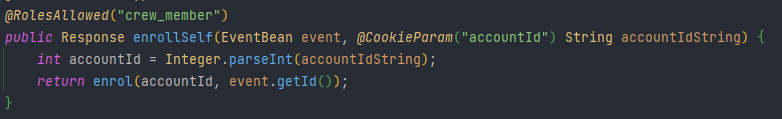 @RolesAllowed("crew_member")
public Response enrollSelf(EventBean event, @CookieParam("accountId") String accountIdString) {
    int accountId = Integer.parseInt(accountIdString);
    return enrol(accountId, event.getId());
}